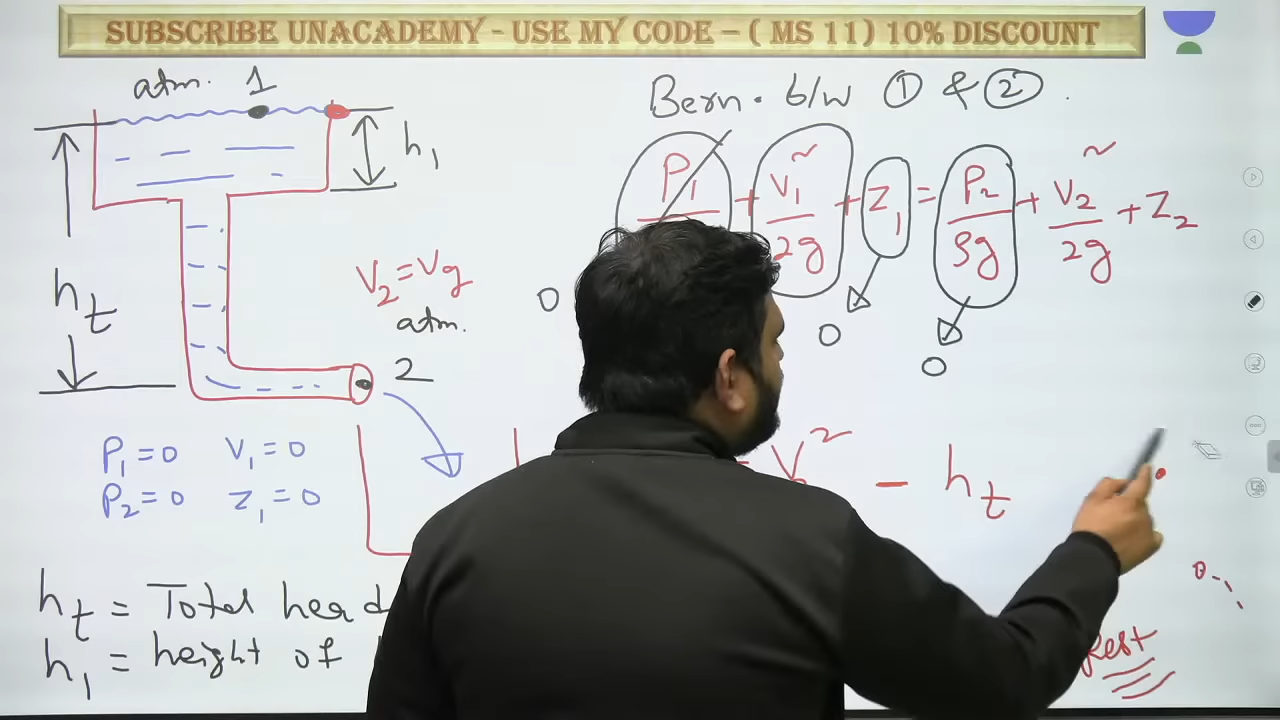 SUBSCRIBE UNACADEMY - USE MY CODE – ( MS 11) 10% DISCOUNT
atm. 1
h1
ht
V2 = Vg
atm.
2
P1 = 0 V1 = 0
P2 = 0 Z1 = 0
ht = Total head
h1 = height of
Bern. b/w ① & ② .
P1 + V1~/2g + Z1 = P2/ρg + V2~/2g + Z2
0 0 0
V2 - ht
Rest